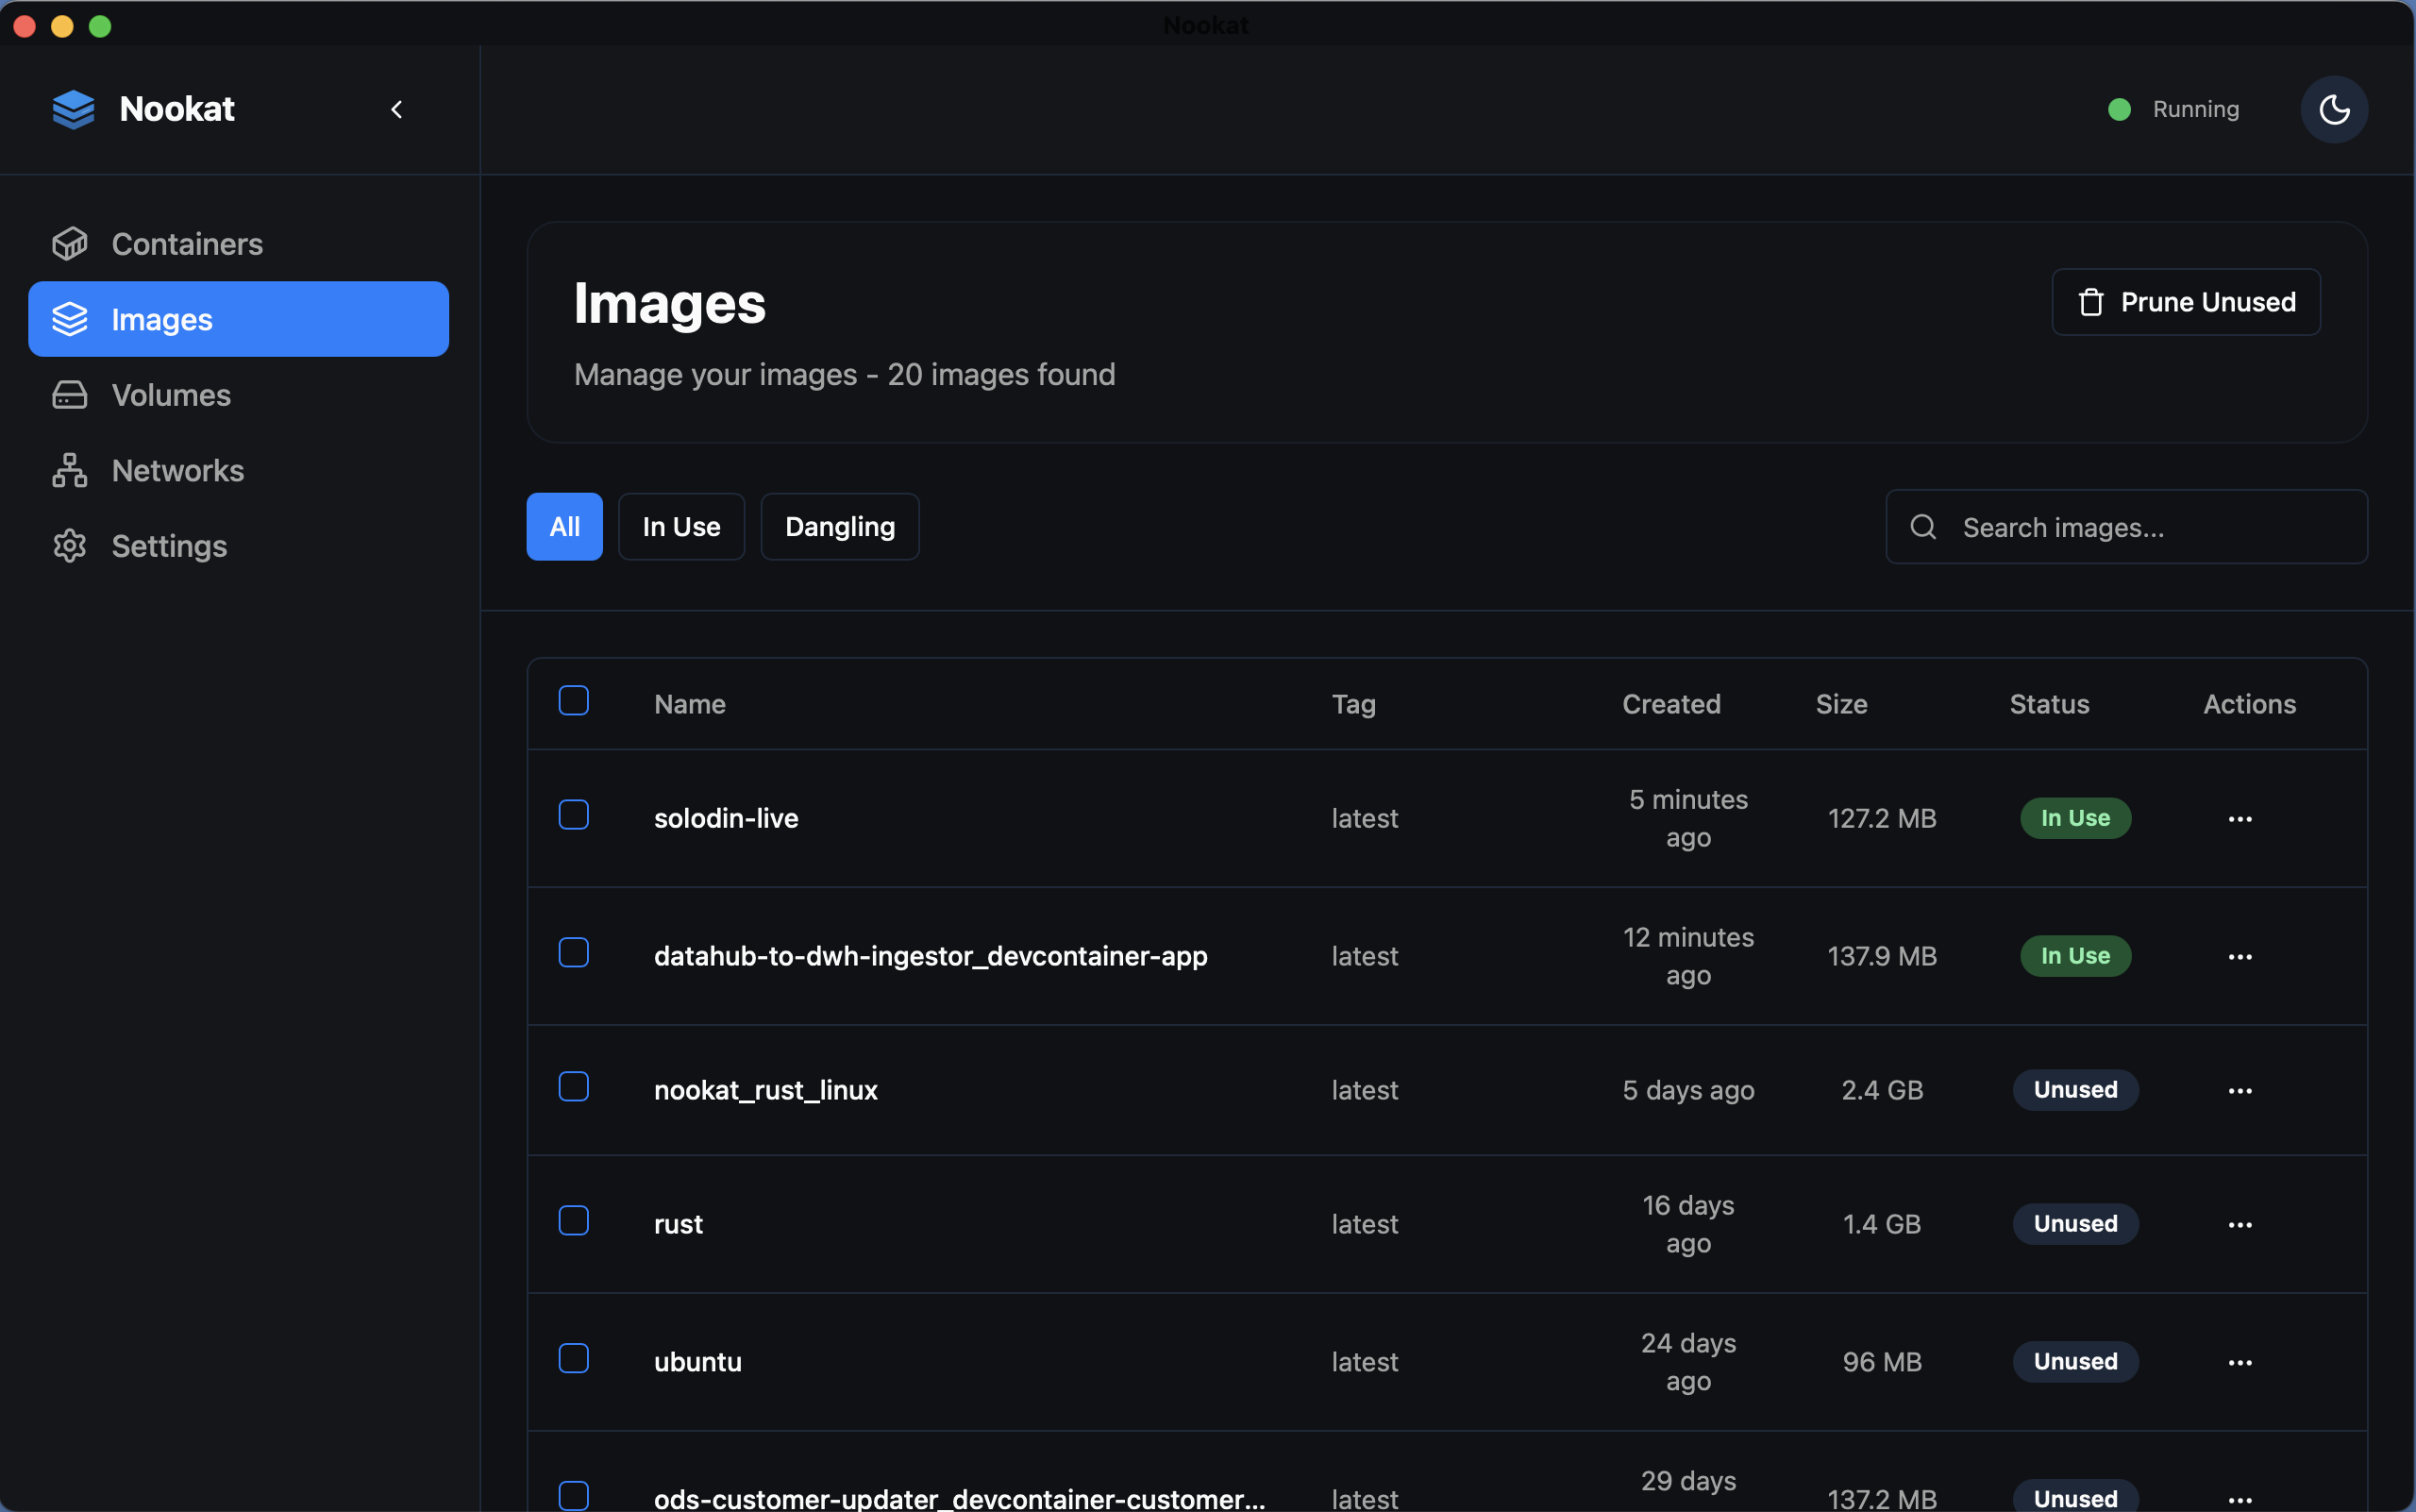 Nookat
Nookat
Running
Containers
Images
Volumes
Networks
Settings
Images
Prune Unused
Manage your images - 20 images found
All
In Use
Dangling
Search images...
Name
Tag
Created
Size
Status
Actions
solodin-live
latest
5 minutes
ago
127.2 MB
In Use
datahub-to-dwh-ingestor_devcontainer-app
latest
12 minutes
ago
137.9 MB
In Use
nookat_rust_linux
latest
5 days ago
2.4 GB
Unused
rust
latest
16 days
ago
1.4 GB
Unused
ubuntu
latest
24 days
ago
96 MB
Unused
ods-customer-updater_devcontainer-customer...
latest
29 days
137.2 MB
Unused